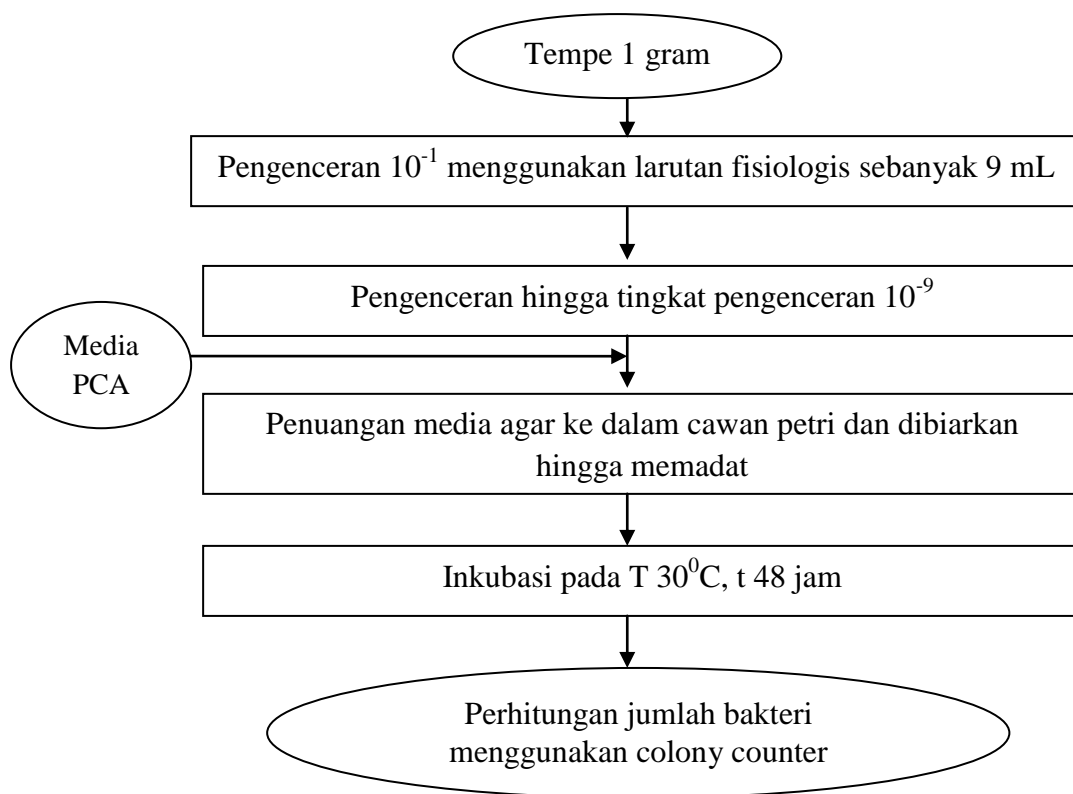 Tempe 1 gram
Pengenceran 10⁻¹ menggunakan larutan fisiologis sebanyak 9 mL
Pengenceran hingga tingkat pengenceran 10⁻⁹
Media
PCA
Penuangan media agar ke dalam cawan petri dan dibiarkan
hingga memadat
Inkubasi pada T 30⁰C, t 48 jam
Perhitungan jumlah bakteri
menggunakan colony counter